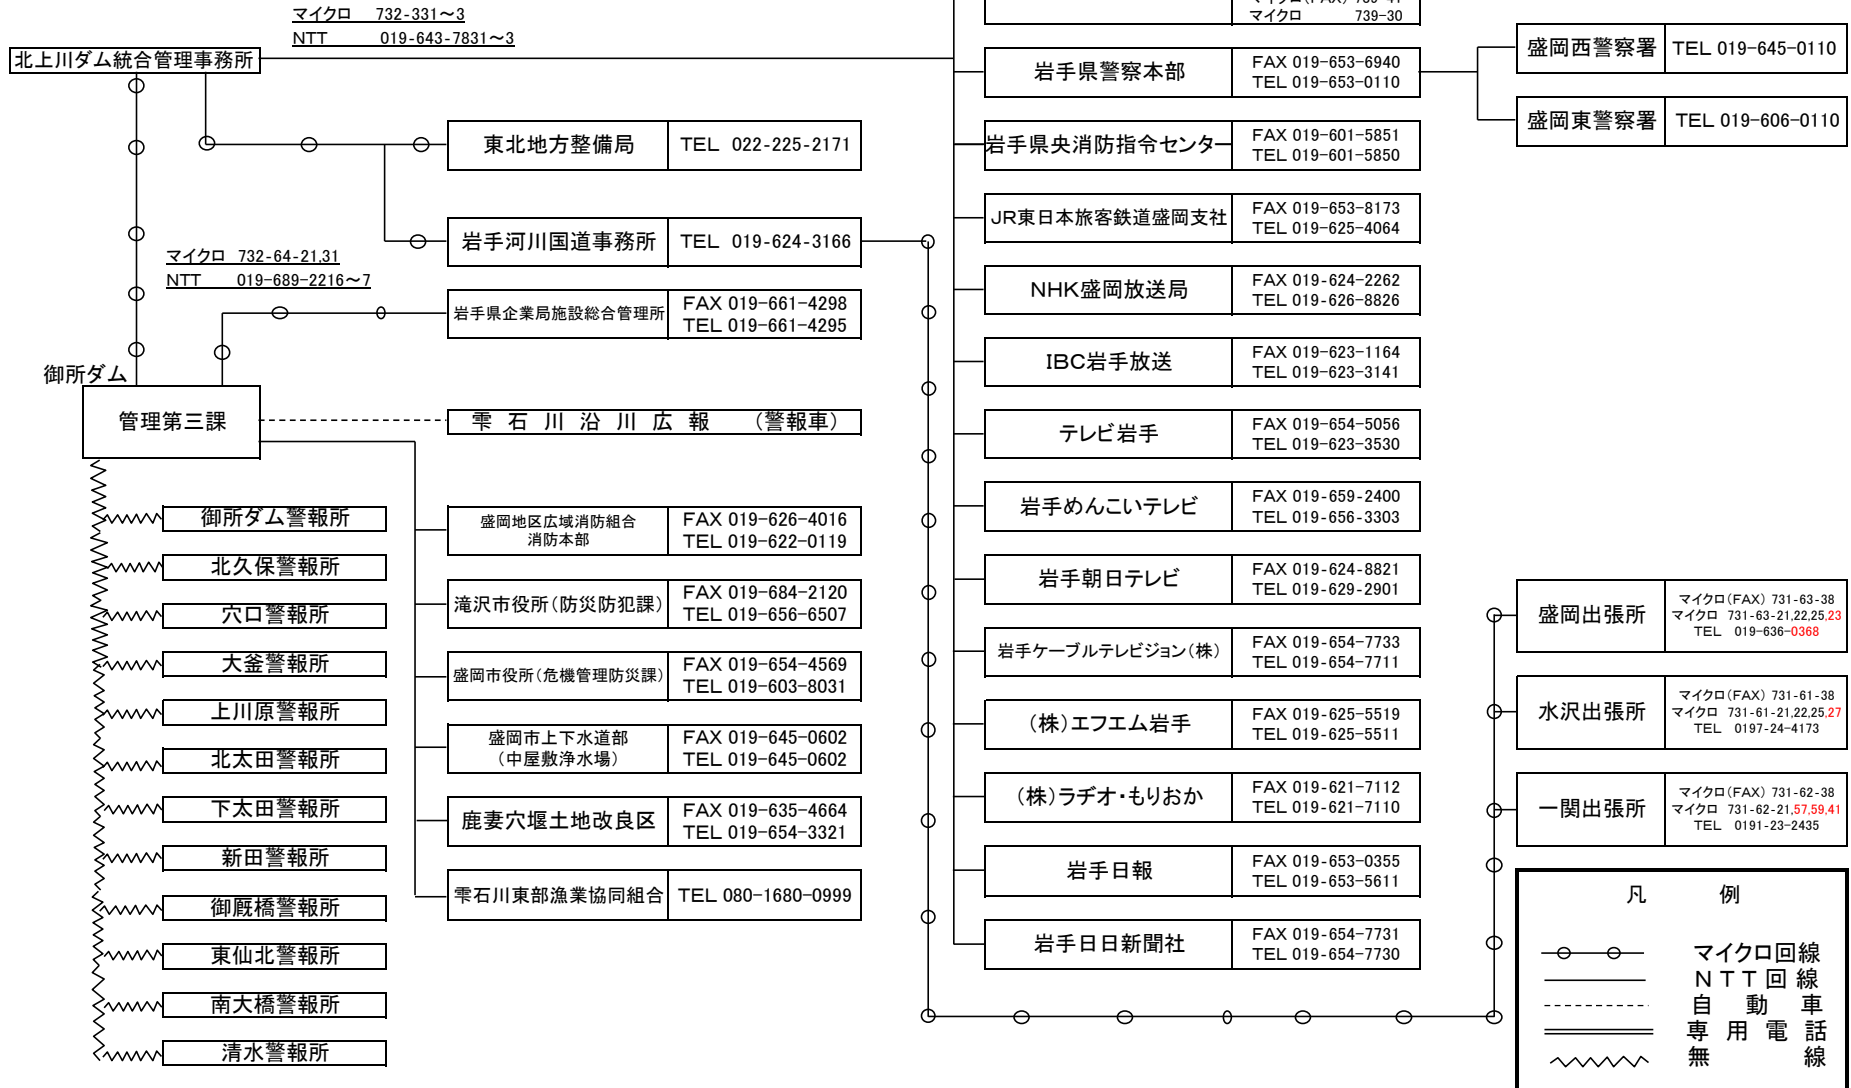 マイクロ 732-331～3
NTT 019-643-7831～3
北上川ダム統合管理事務所
東北地方整備局 TEL 022-225-2171
岩手河川国道事務所 TEL 019-624-3166
マイクロ 732-64-21,31
NTT 019-689-2216～7
岩手県企業局施設総合管理所
FAX 019-661-4298
TEL 019-661-4295
御所ダム
管理第三課
雫石川沿川広報 （警報車）
御所ダム警報所
北久保警報所
穴口警報所
大釜警報所
上川原警報所
北太田警報所
下太田警報所
新田警報所
御厩橋警報所
東仙北警報所
南大橋警報所
清水警報所
盛岡地区広域消防組合
消防本部
FAX 019-626-4016
TEL 019-622-0119
滝沢市役所（防災防犯課）
FAX 019-684-2120
TEL 019-656-6507
盛岡市役所（危機管理防災課）
FAX 019-654-4569
TEL 019-603-8031
盛岡市上下水道部
（中屋敷浄水場）
FAX 019-645-0602
TEL 019-645-0602
鹿妻穴堰土地改良区
FAX 019-635-4664
TEL 019-654-3321
雫石川東部漁業協同組合 TEL 080-1680-0999
マイクロ 739-30
岩手県警察本部
FAX 019-653-6940
TEL 019-653-0110
岩手県央消防指令センター
FAX 019-601-5851
TEL 019-601-5850
JR東日本旅客鉄道盛岡支社
FAX 019-653-8173
TEL 019-625-4064
NHK盛岡放送局
FAX 019-624-2262
TEL 019-626-8826
IBC岩手放送
FAX 019-623-1164
TEL 019-623-3141
テレビ岩手
FAX 019-654-5056
TEL 019-623-3530
岩手めんこいテレビ
FAX 019-659-2400
TEL 019-656-3303
岩手朝日テレビ
FAX 019-624-8821
TEL 019-629-2901
岩手ケーブルテレビジョン（株）
FAX 019-654-7733
TEL 019-654-7711
（株）エフエム岩手
FAX 019-625-5519
TEL 019-625-5511
（株）ラヂオ・もりおか
FAX 019-621-7112
TEL 019-621-7110
岩手日報
FAX 019-653-0355
TEL 019-653-5611
岩手日日新聞社
FAX 019-654-7731
TEL 019-654-7730
盛岡西警察署 TEL 019-645-0110
盛岡東警察署 TEL 019-606-0110
盛岡出張所
マイクロ（FAX） 731-63-38
マイクロ 731-63-21,22,25,23
TEL 019-636-0368
水沢出張所
マイクロ（FAX） 731-61-38
マイクロ 731-61-21,22,25,27
TEL 0197-24-4173
一関出張所
マイクロ（FAX） 731-62-38
マイクロ 731-62-21,57,59,41
TEL 0191-23-2435
凡 例
マイクロ回線
NTT回線
自動車
専用電話
無線